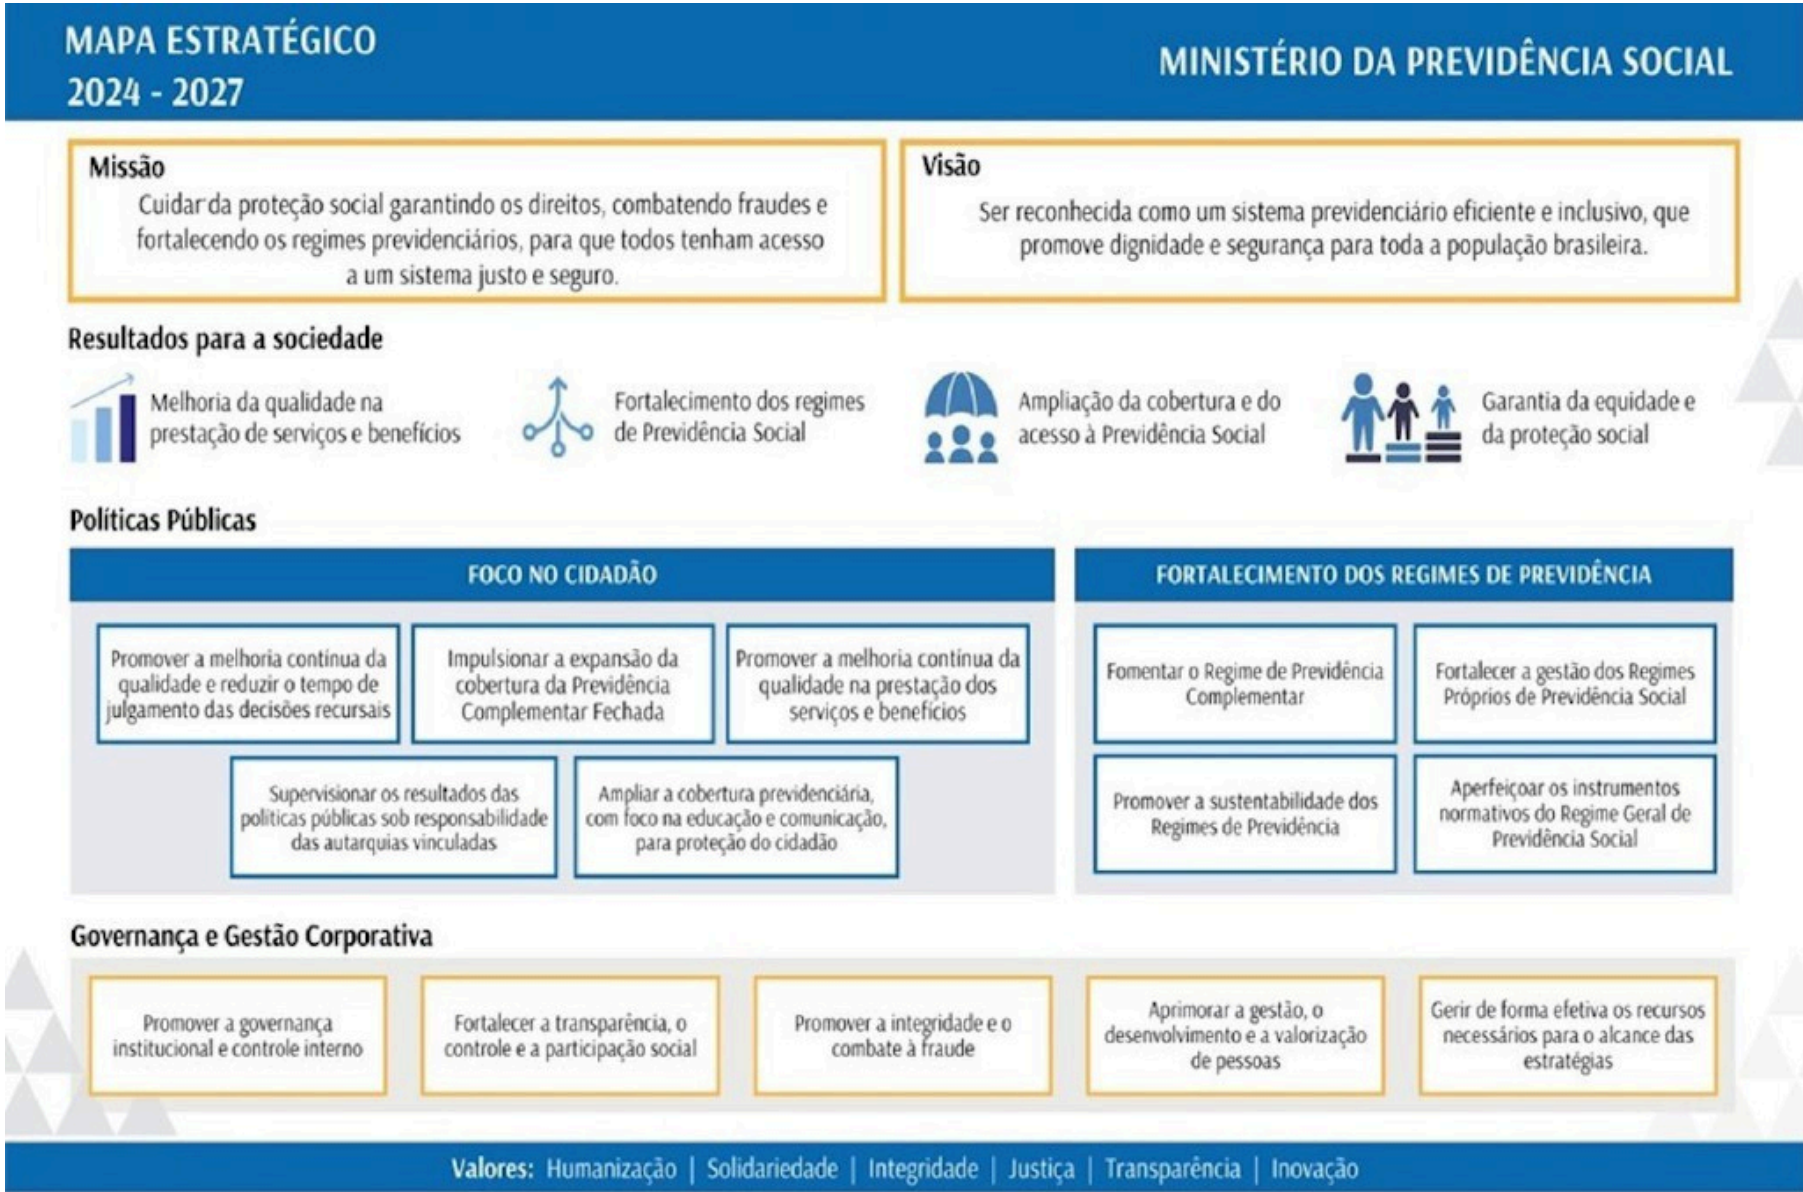 MAPA ESTRATÉGICO
2024 - 2027
MINISTÉRIO DA PREVIDÊNCIA SOCIAL
Missão
Cuidar da proteção social garantindo os direitos, combatendo fraudes e
fortalecendo os regimes previdenciários, para que todos tenham acesso
a um sistema justo e seguro.
Visão
Ser reconhecida como um sistema previdenciário eficiente e inclusivo, que
promove dignidade e segurança para toda a população brasileira.
Resultados para a sociedade
Melhoria da qualidade na
prestação de serviços e benefícios
Fortalecimento dos regimes
de Previdência Social
Ampliação da cobertura e do
acesso à Previdência Social
Garantia da equidade e
da proteção social
Políticas Públicas
FOCO NO CIDADÃO
Promover a melhoria contínua da
qualidade e reduzir o tempo de
julgamento das decisões recursais
Impulsionar a expansão da
cobertura da Previdência
Complementar Fechada
Promover a melhoria contínua da
qualidade na prestação dos
serviços e benefícios
Supervisionar os resultados das
políticas públicas sob responsabilidade
das autarquias vinculadas
Ampliar a cobertura previdenciária,
com foco na educação e comunicação,
para proteção do cidadão
FORTALECIMENTO DOS REGIMES DE PREVIDÊNCIA
Fomentar o Regime de Previdência
Complementar
Fortalecer a gestão dos Regimes
Próprios de Previdência Social
Promover a sustentabilidade dos
Regimes de Previdência
Aperfeiçoar os instrumentos
normativos do Regime Geral de
Previdência Social
Governança e Gestão Corporativa
Promover a governança
institucional e controle interno
Fortalecer a transparência, o
controle e a participação social
Promover a integridade e o
combate à fraude
Aprimorar a gestão, o
desenvolvimento e a valorização
de pessoas
Gerir de forma efetiva os recursos
necessários para o alcance das
estratégias
Valores: Humanização | Solidariedade | Integridade | Justiça | Transparência | Inovação